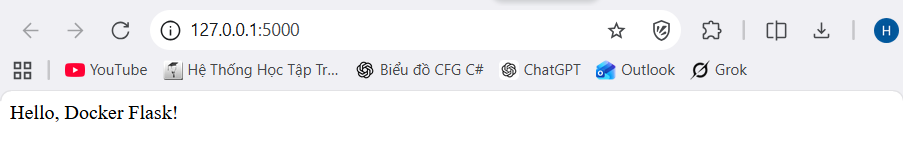 127.0.0.1:5000
H
YouTube Hệ Thống Học Tập Tr... Biểu đồ CFG C# ChatGPT Outlook Grok
Hello, Docker Flask!